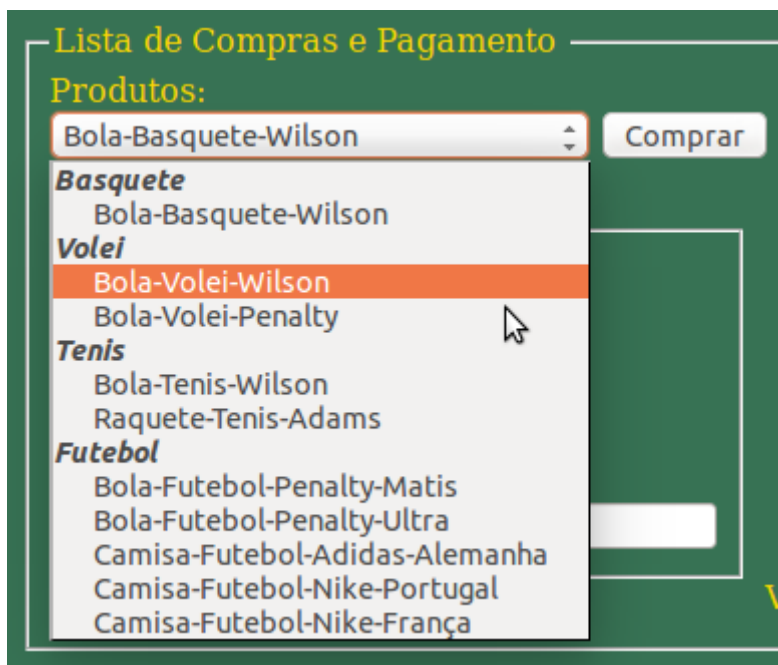 Lista de Compras e Pagamento
Produtos:
Bola-Basquete-Wilson
Comprar
Basquete
Bola-Basquete-Wilson
Volei
Bola-Volei-Wilson
Bola-Volei-Penalty
Tenis
Bola-Tenis-Wilson
Raquete-Tenis-Adams
Futebol
Bola-Futebol-Penalty-Matis
Bola-Futebol-Penalty-Ultra
Camisa-Futebol-Adidas-Alemanha
Camisa-Futebol-Nike-Portugal
Camisa-Futebol-Nike-França